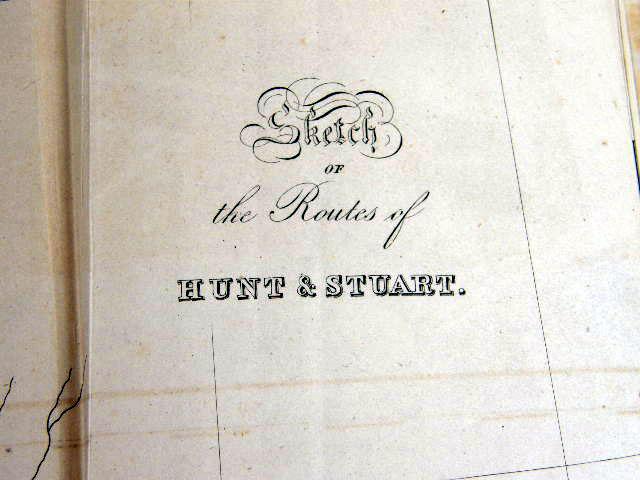 Sketch
OF
the Routes of
HUNT & STUART.